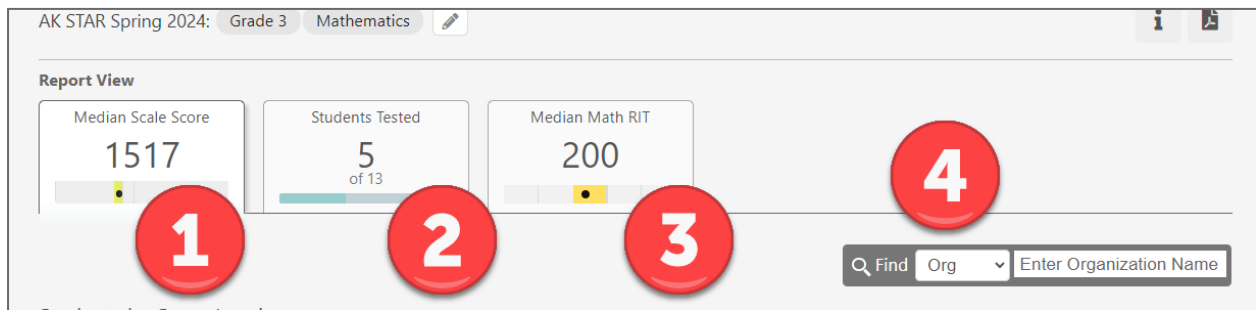 AK STAR Spring 2024: Grade 3 Mathematics
Report View
Median Scale Score
1517
Students Tested
5
of 13
Median Math RIT
200
1
2
3
4
Find Org Enter Organization Name